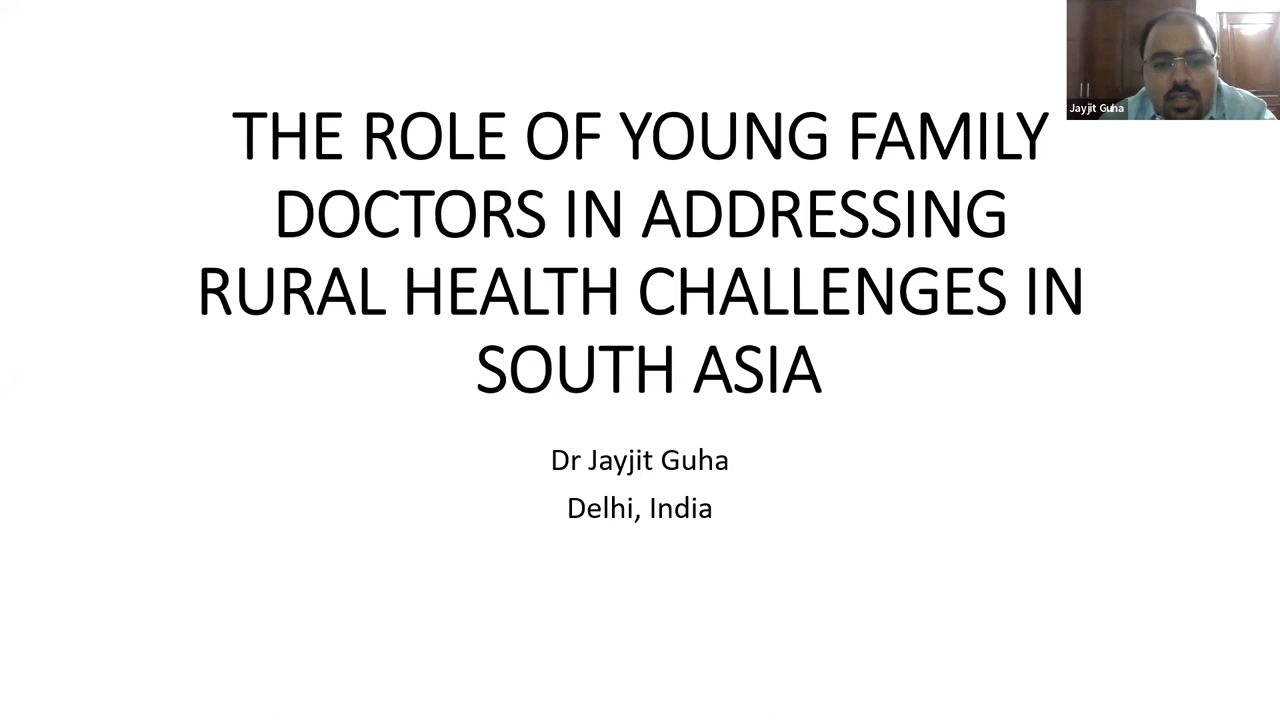 Jayjit Guha
THE ROLE OF YOUNG FAMILY
DOCTORS IN ADDRESSING
RURAL HEALTH CHALLENGES IN
SOUTH ASIA
Dr Jayjit Guha
Delhi, India